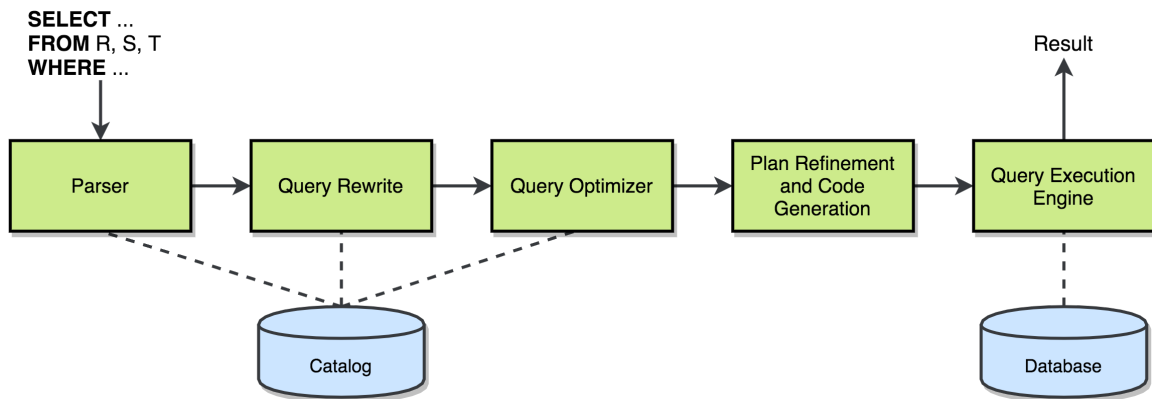 SELECT ...
FROM R, S, T
WHERE ...
Result
Parser
Query Rewrite
Query Optimizer
Plan Refinement
and Code
Generation
Query Execution
Engine
Catalog
Database